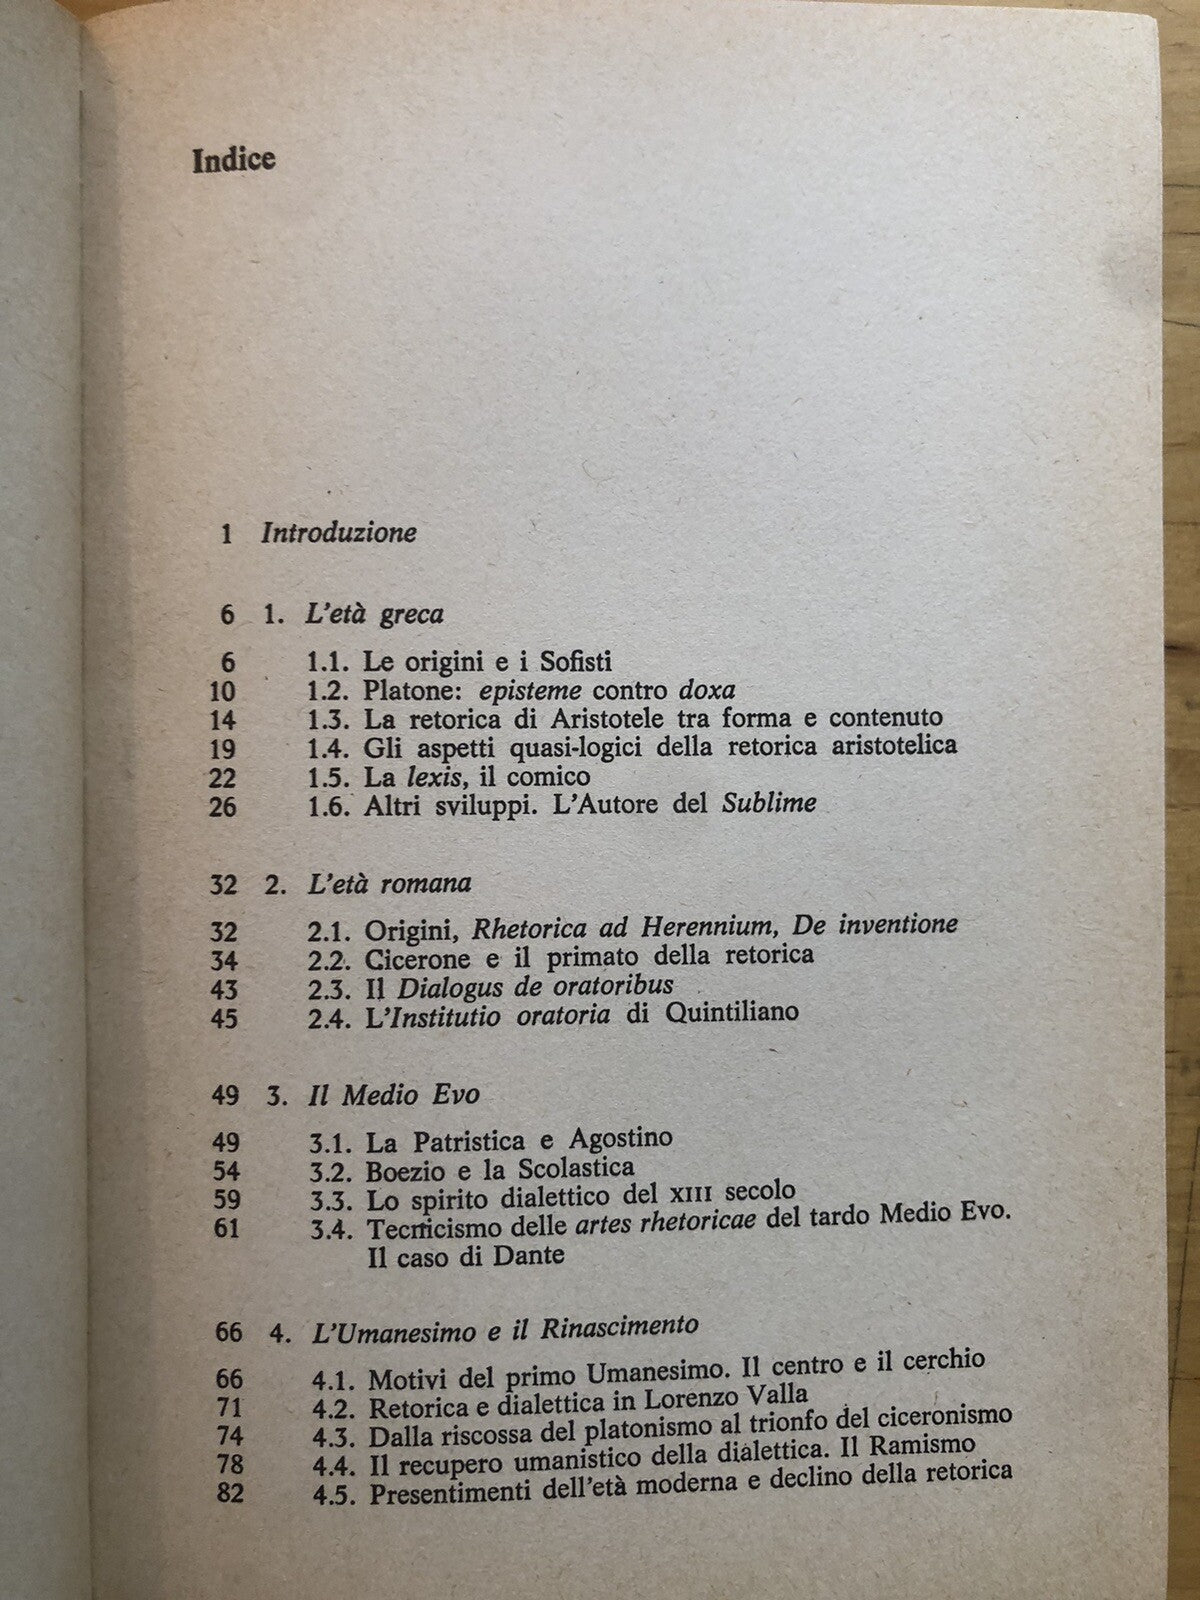 Indice
1 Introduzione
6 1. L'età greca
6 1.1. Le origini e i Sofisti
10 1.2. Platone: episteme contro doxa
14 1.3. La retorica di Aristotele tra forma e contenuto
19 1.4. Gli aspetti quasi-logici della retorica aristotelica
22 1.5. La lexis, il comico
26 1.6. Altri sviluppi. L'Autore del Sublime
32 2. L'età romana
32 2.1. Origini, Rhetorica ad Herennium, De inventione
34 2.2. Cicerone e il primato della retorica
43 2.3. Il Dialogus de oratoribus
45 2.4. L'Institutio oratoria di Quintiliano
49 3. Il Medio Evo
49 3.1. La Patristica e Agostino
54 3.2. Boezio e la Scolastica
59 3.3. Lo spirito dialettico del XIII secolo
61 3.4. Tecnicismo delle artes rhetoricae del tardo Medio Evo.
Il caso di Dante
66 4. L'Umanesimo e il Rinascimento
66 4.1. Motivi del primo Umanesimo. Il centro e il cerchio
71 4.2. Retorica e dialettica in Lorenzo Valla
74 4.3. Dalla riscossa del platonismo al trionfo del ciceronismo
78 4.4. Il recupero umanistico della dialettica. Il Ramismo
82 4.5. Presentimenti dell'età moderna e declino della retorica